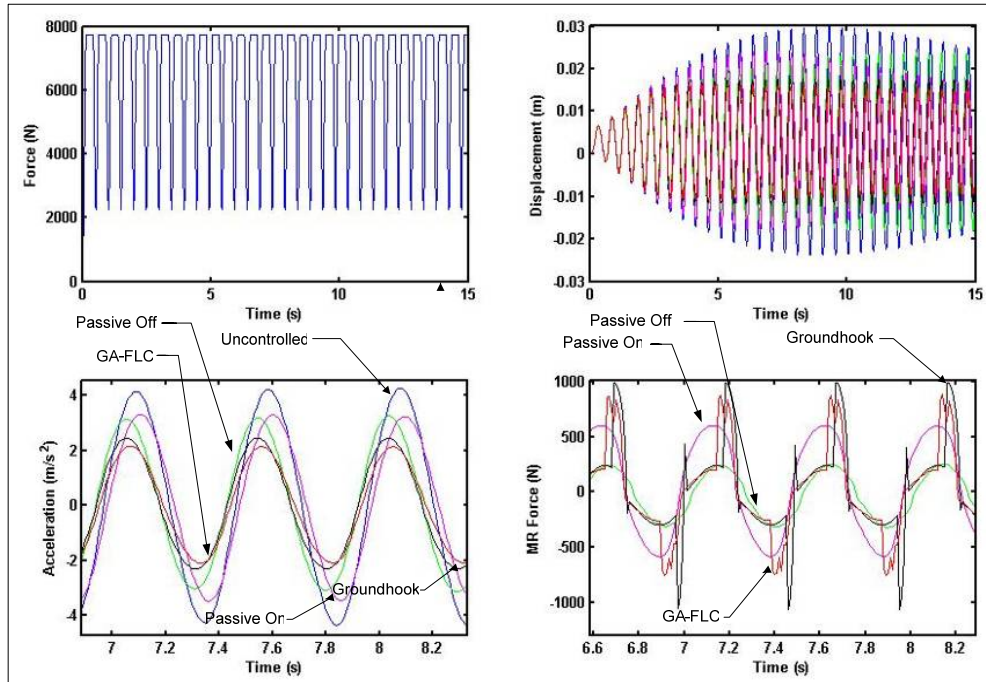 8000
6000
4000
2000
0
Force (N)
0 5 10 15
Time (s)
0.03
0.02
0.01
0
-0.01
-0.02
-0.03
Displacement (m)
0 5 10 15
Time (s)
Passive Off
GA-FLC
Uncontrolled
4
2
0
-2
-4
Acceleration (m/s²)
Groundhook
Passive On
7 7.2 7.4 7.6 7.8 8 8.2
Time (s)
Passive Off
Passive On
Groundhook
1000
500
0
-500
-1000
MR Force (N)
GA-FLC
6.6 6.8 7 7.2 7.4 7.6 7.8 8 8.2
Time (s)